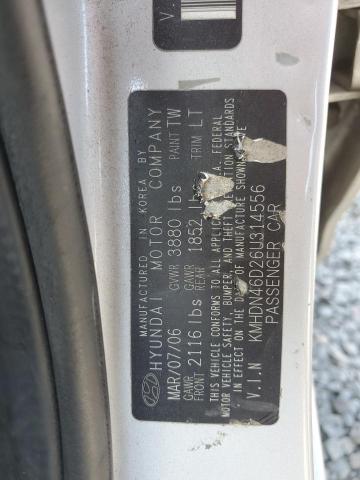 MANUFACTURED IN KOREA BY
HYUNDAI MOTOR COMPANY
MAR/07/06 GVWR 3880 lbs PAINT TW
GAWR FRONT 2116 lbs GAWR REAR 1852 TRIM LT
THIS VEHICLE CONFORMS TO ALL APPLICABLE U.S.A. FEDERAL
MOTOR VEHICLE SAFETY, BUMPER, AND THEFT PREVENTION STANDARDS
IN EFFECT ON THE DATE OF MANUFACTURE SHOWN ABOVE
V.I.N KMHDN46D26U314556
PASSENGER CAR
V.